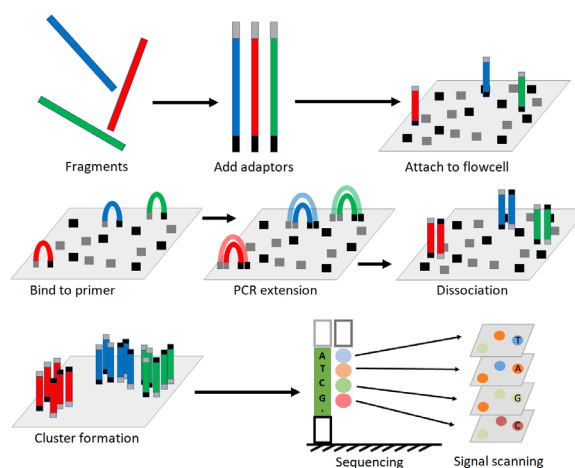 Fragments
Add adaptors
Attach to flowcell
Bind to primer
PCR extension
Dissociation
Cluster formation
A
T
C
G
.
Sequencing
T
A
G
C
Signal scanning